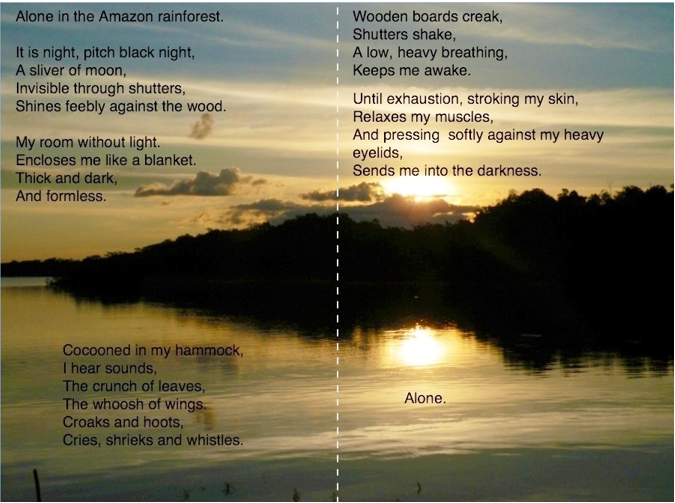 Alone in the Amazon rainforest.
It is night, pitch black night,
A sliver of moon,
Invisible through shutters,
Shines feebly against the wood.
My room without light.
Encloses me like a blanket.
Thick and dark,
And formless.
Cocooned in my hammock,
I hear sounds,
The crunch of leaves,
The whoosh of wings.
Croaks and hoots,
Cries, shrieks and whistles.
Wooden boards creak,
Shutters shake,
A low, heavy breathing,
Keeps me awake.
Until exhaustion, stroking my skin,
Relaxes my muscles,
And pressing softly against my heavy
eyelids,
Sends me into the darkness.
Alone.